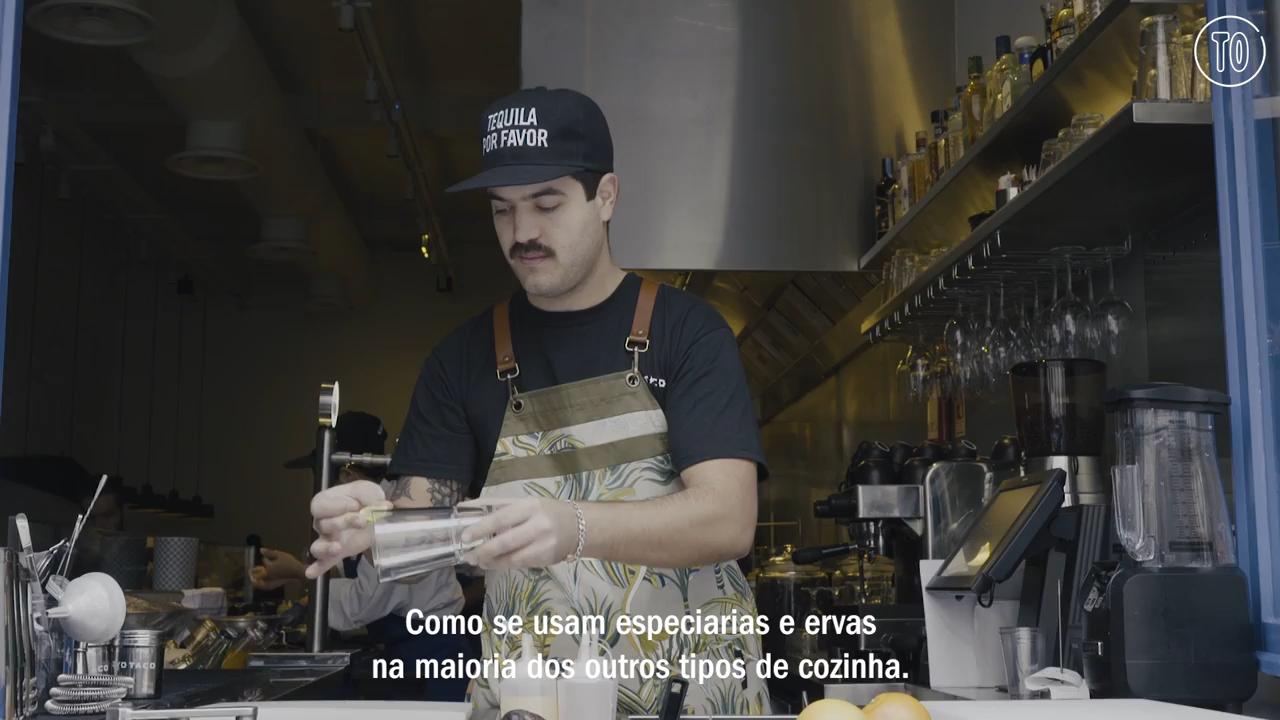 TO
TEQUILA
POR FAVOR
Como se usam especiarias e ervas
na maioria dos outros tipos de cozinha.